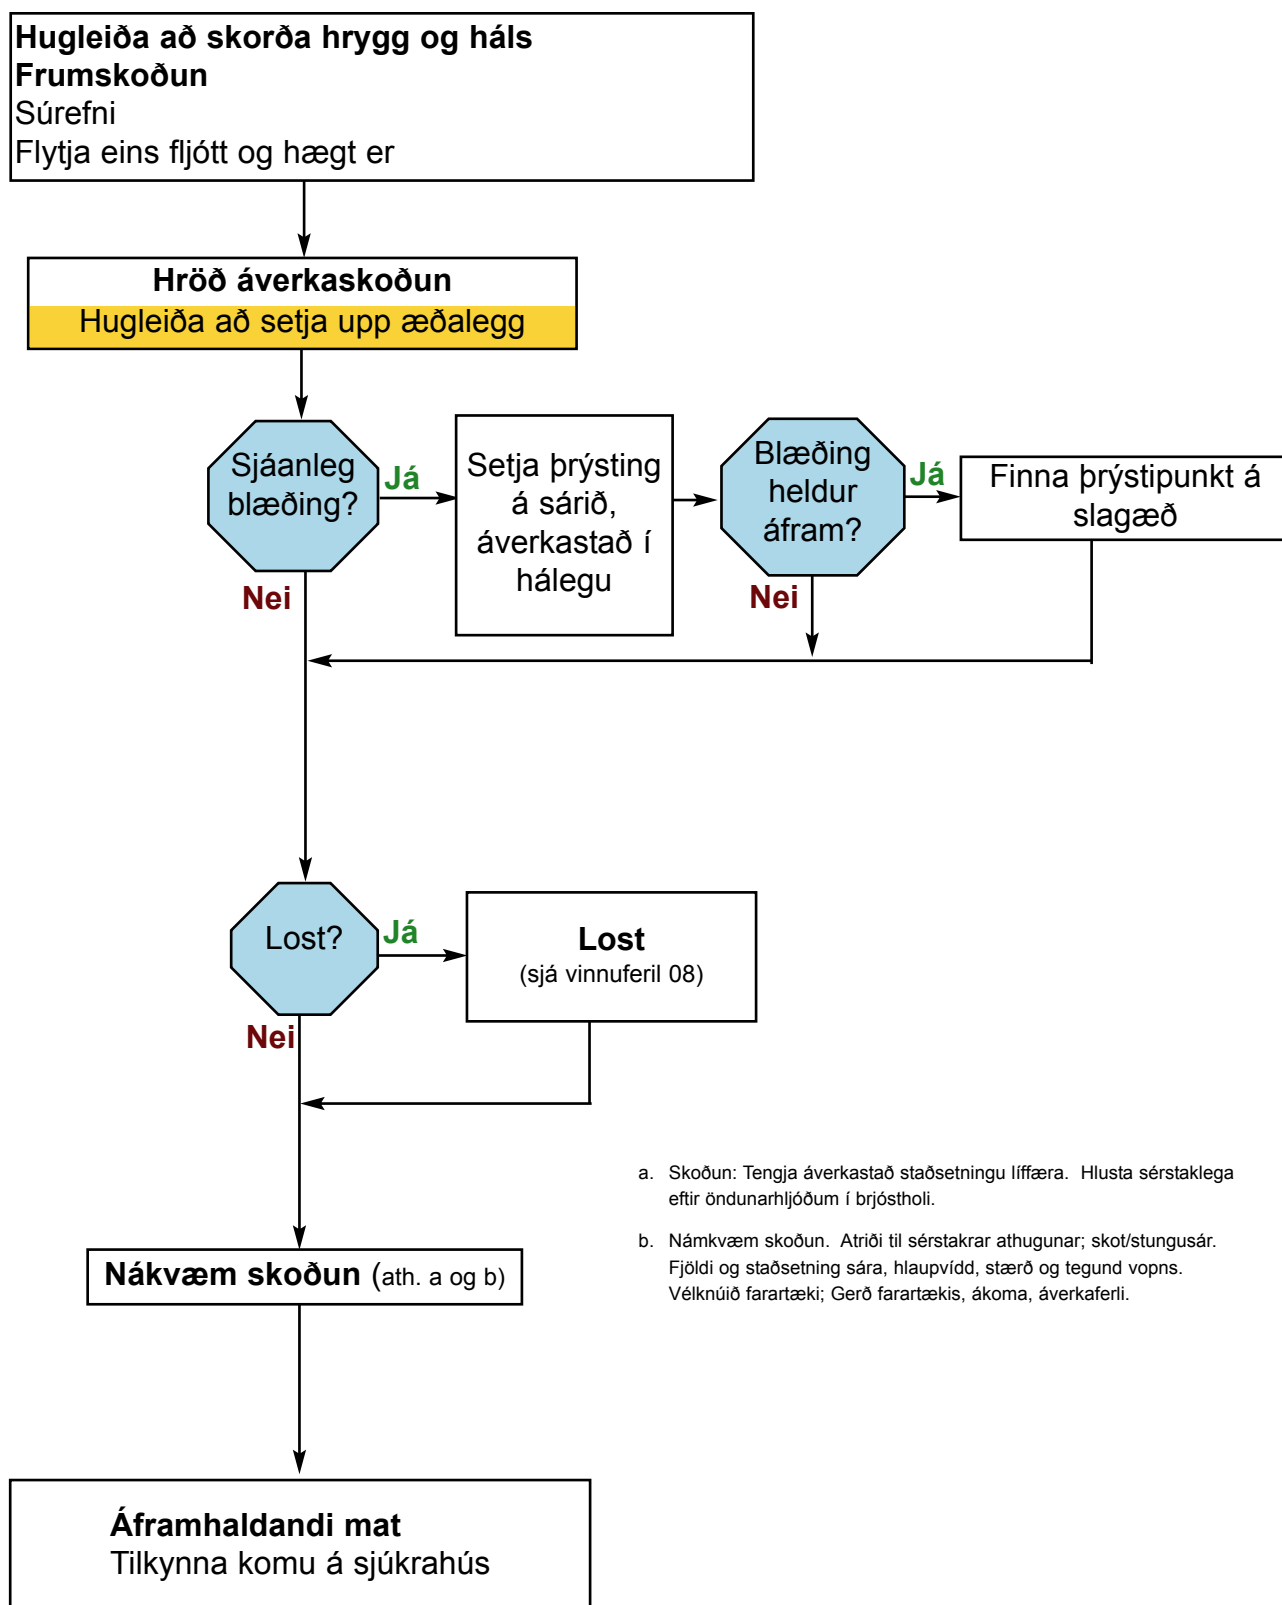 Hugleiða að skorða hrygg og háls
Frumskoðun
Súrefni
Flytja eins fljótt og hægt er
Hröð áverkaskoðun
Hugleiða að setja upp æðalegg
Sjáanleg
blæðing?
Já
Nei
Setja þrýsting
á sárið,
áverkastað í
hálegu
Blæðing
heldur
áfram?
Já
Nei
Finna þrýstipunkt á
slagæð
Lost?
Já
Nei
Lost
(sjá vinnuferil 08)
a. Skoðun: Tengja áverkastað staðsetningu líffæra. Hlusta sérstaklega
eftir öndunarhljóðum í brjóstholi.
b. Námkvæm skoðun. Atriði til sérstakrar athugunar; skot/stungusár.
Fjöldi og staðsetning sára, hlaupvídd, stærð og tegund vopns.
Vélknúið farartæki; Gerð farartækis, ákoma, áverkaferli.
Nákvæm skoðun (ath. a og b)
Áframhaldandi mat
Tilkynna komu á sjúkrahús